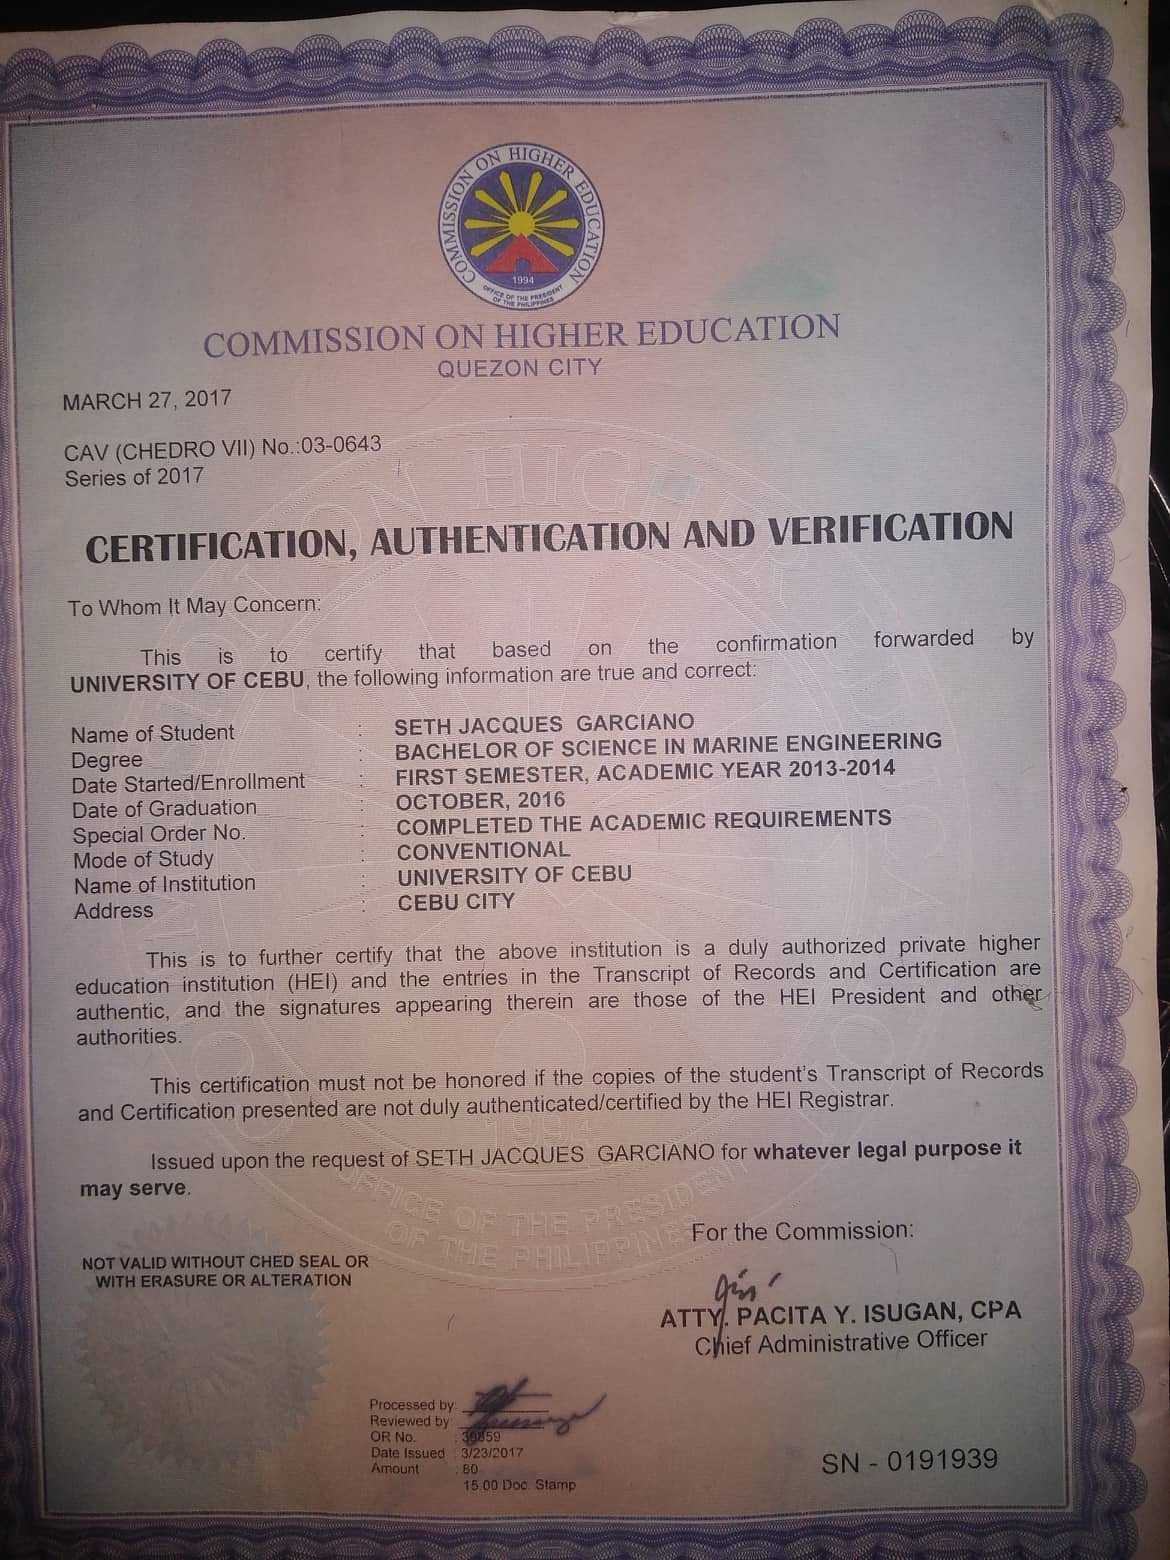 COMMISSION ON HIGHER EDUCATION
1994
OFFICE OF THE PRESIDENT
OF THE PHILIPPINES
COMMISSION ON HIGHER EDUCATION
QUEZON CITY
MARCH 27, 2017
CAV (CHEDRO VII) No.:03-0643
Series of 2017
CERTIFICATION, AUTHENTICATION AND VERIFICATION
To Whom It May Concern:
This is to certify that based on the confirmation forwarded by
UNIVERSITY OF CEBU, the following information are true and correct:
Name of Student : SETH JACQUES GARCIANO
Degree : BACHELOR OF SCIENCE IN MARINE ENGINEERING
Date Started/Enrollment : FIRST SEMESTER, ACADEMIC YEAR 2013-2014
Date of Graduation : OCTOBER, 2016
Special Order No. : COMPLETED THE ACADEMIC REQUIREMENTS
Mode of Study : CONVENTIONAL
Name of Institution : UNIVERSITY OF CEBU
Address : CEBU CITY
This is to further certify that the above institution is a duly authorized private higher
education institution (HEI) and the entries in the Transcript of Records and Certification are
authentic, and the signatures appearing therein are those of the HEI President and other
authorities.
This certification must not be honored if the copies of the student's Transcript of Records
and Certification presented are not duly authenticated/certified by the HEI Registrar.
Issued upon the request of SETH JACQUES GARCIANO for whatever legal purpose it
may serve.
OFFICE OF THE PRESIDENT
OF THE PHILIPPINES
1994
For the Commission:
NOT VALID WITHOUT CHED SEAL OR
WITH ERASURE OR ALTERATION
ATTY. PACITA Y. ISUGAN, CPA
Chief Administrative Officer
Processed by:
Reviewed by
OR No. :
Date Issued : 3/23/2017
Amount : 80
15.00 Doc. Stamp
SN - 0191939